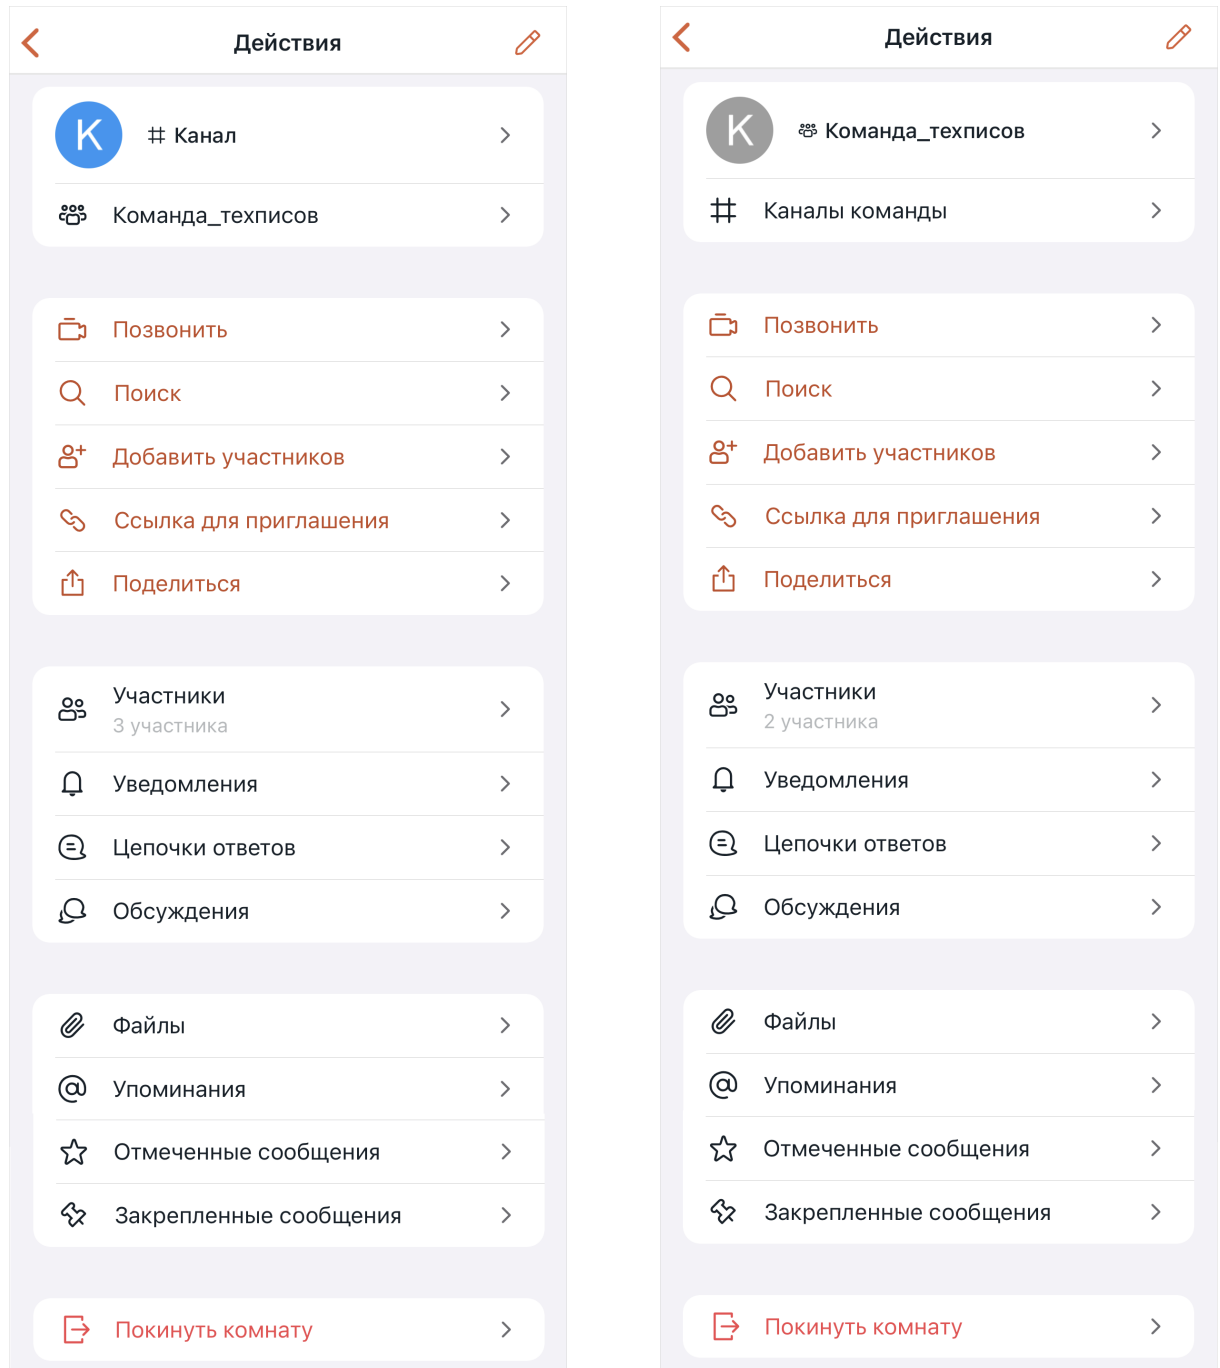 Действия
К
# Канал
Команда_техписов
Позвонить
Поиск
Добавить участников
Ссылка для приглашения
Поделиться
Участники
3 участника
Уведомления
Цепочки ответов
Обсуждения
Файлы
Упоминания
Отмеченные сообщения
Закрепленные сообщения
Покинуть комнату
Действия
К
Команда_техписов
Каналы команды
Позвонить
Поиск
Добавить участников
Ссылка для приглашения
Поделиться
Участники
2 участника
Уведомления
Цепочки ответов
Обсуждения
Файлы
Упоминания
Отмеченные сообщения
Закрепленные сообщения
Покинуть комнату